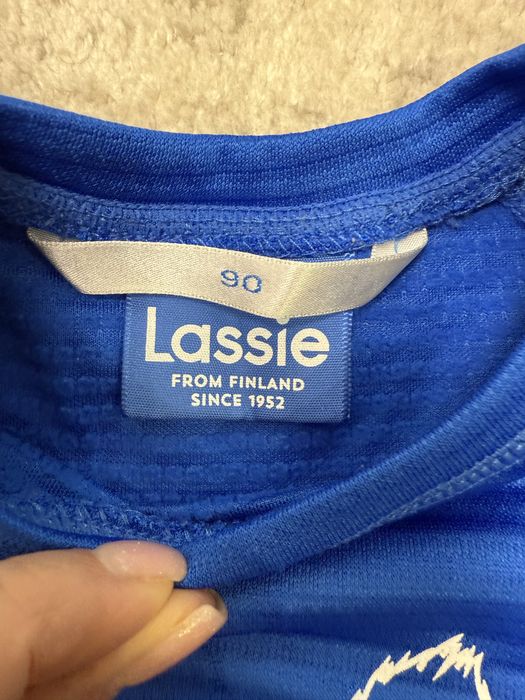 90
Lassie
FROM FINLAND
SINCE 1952